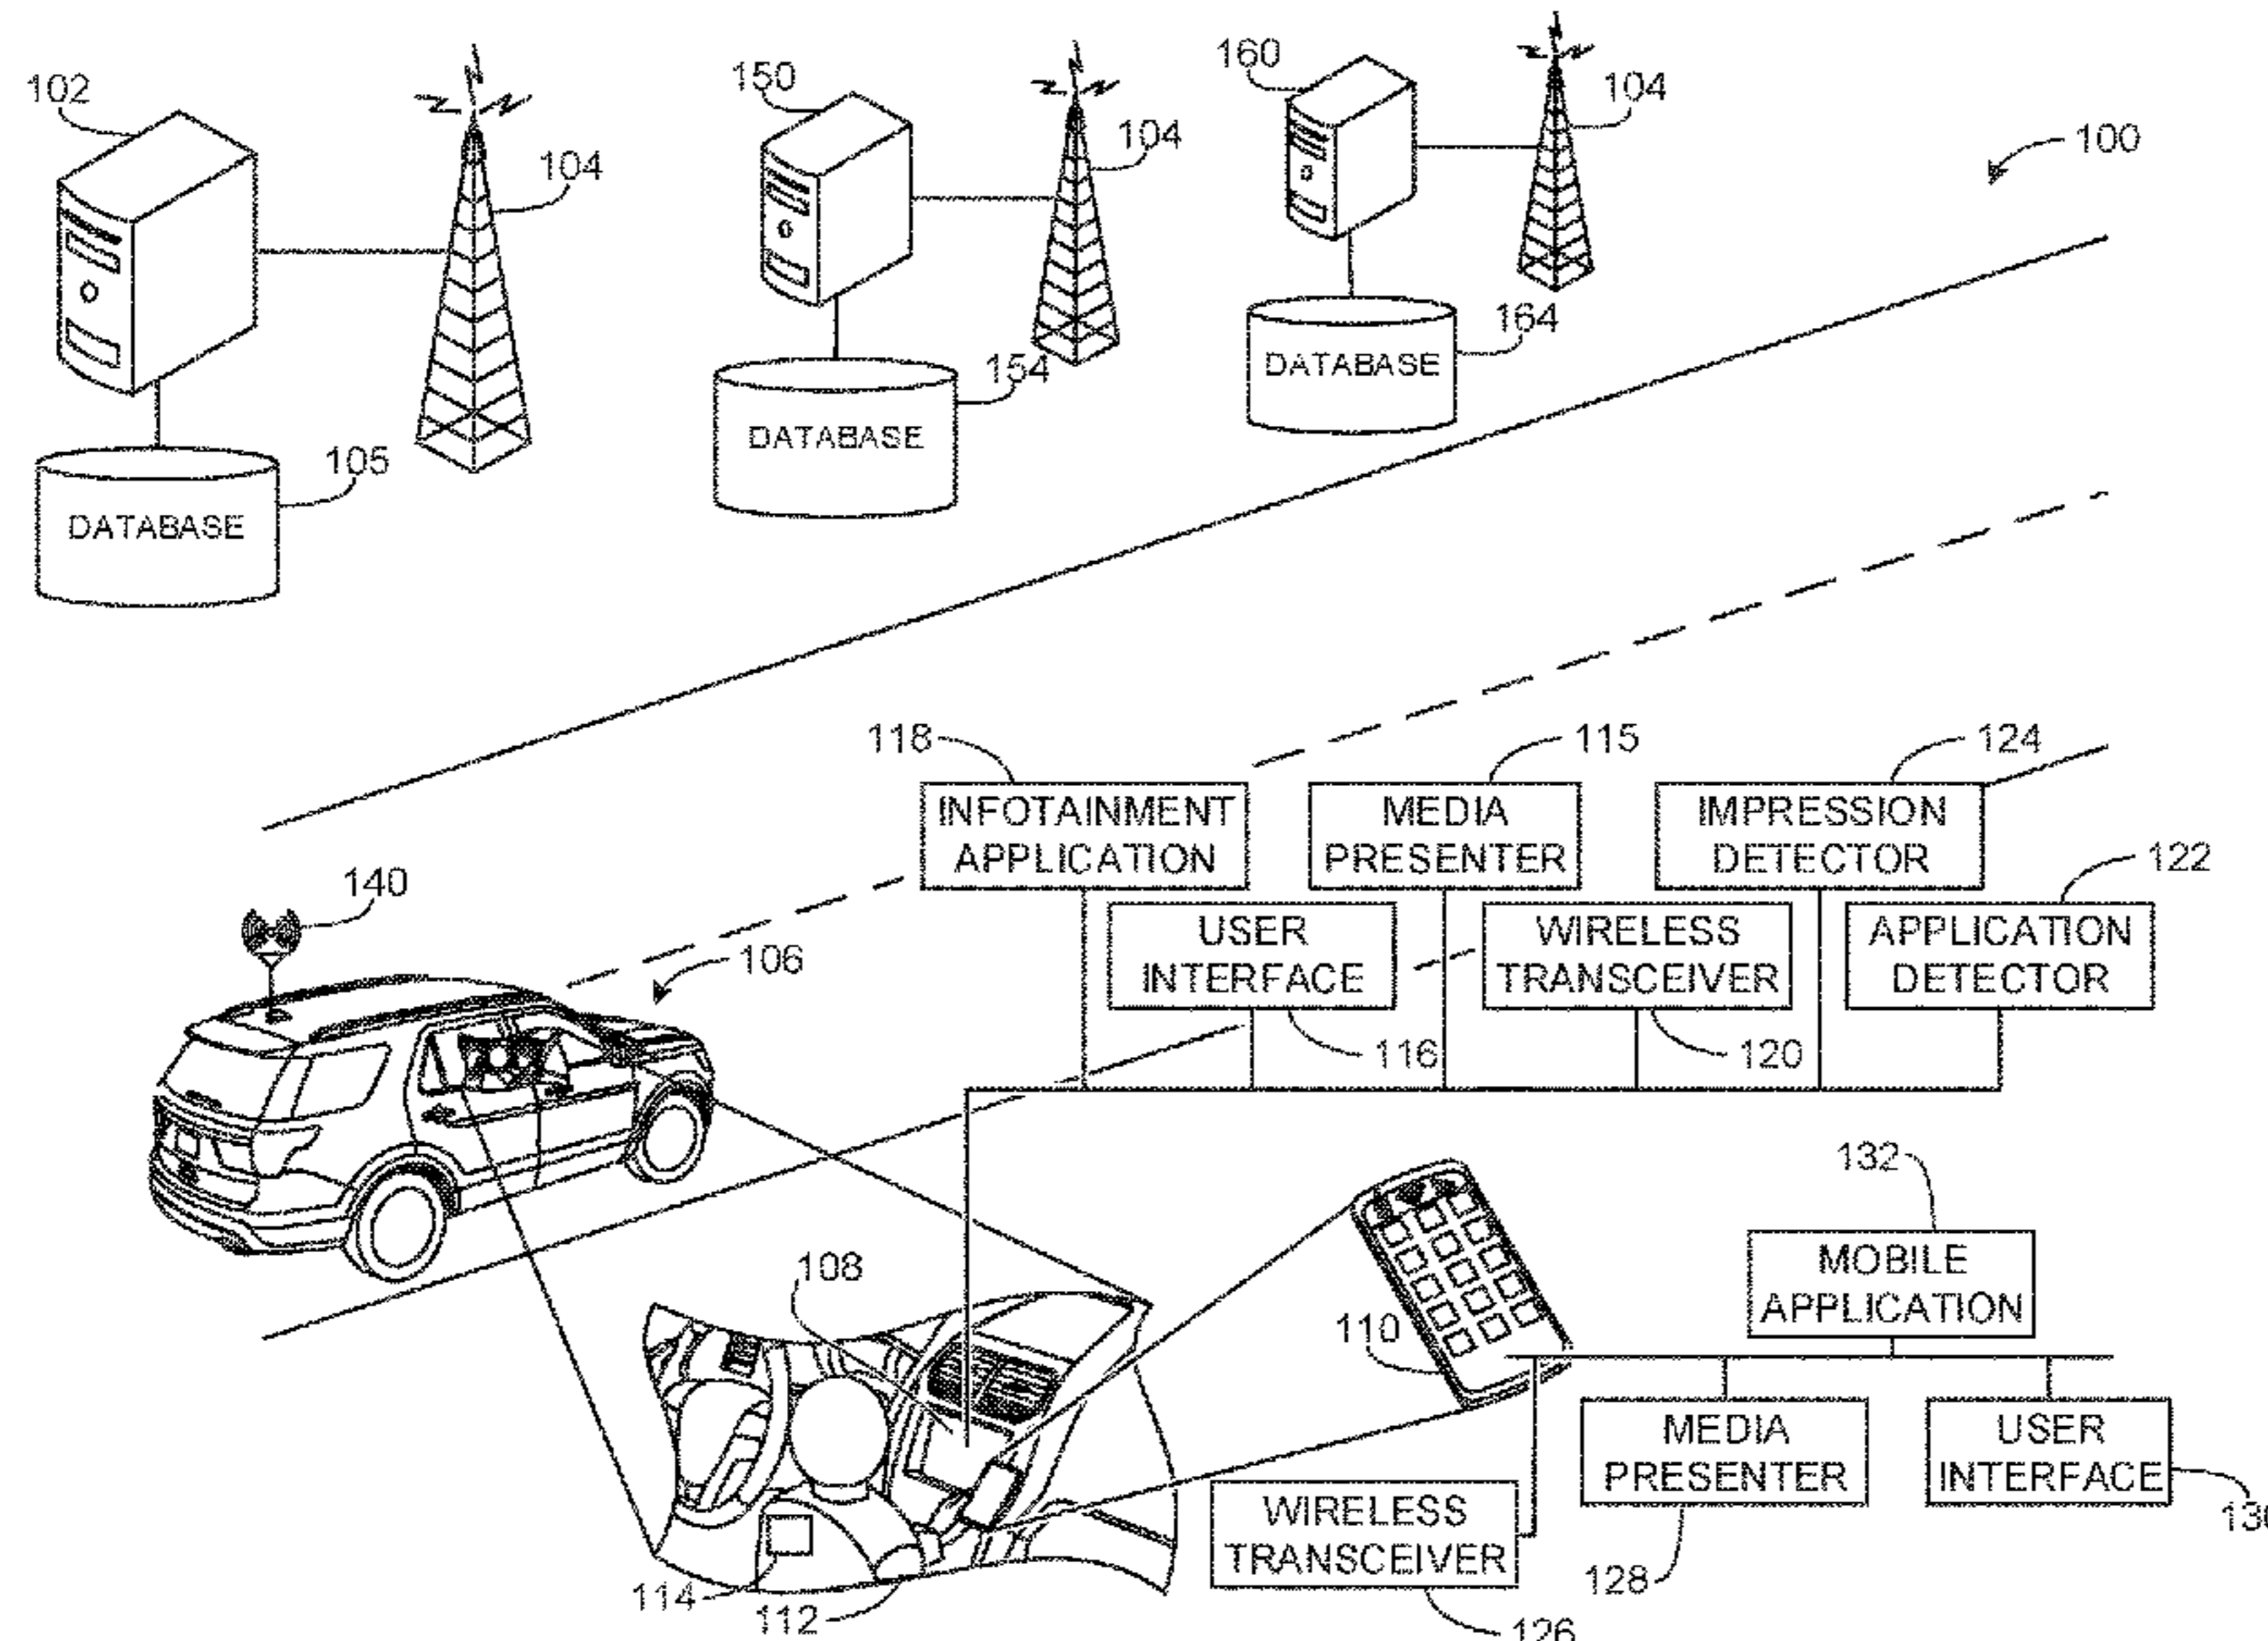 102
104
150
104
160
104
100
DATABASE
105
DATABASE
154
DATABASE
164
118
115
124
INFOTAINMENT
APPLICATION
MEDIA
PRESENTER
IMPRESSION
DETECTOR
122
140
106
USER
INTERFACE
WIRELESS
TRANSCEIVER
APPLICATION
DETECTOR
116
120
132
108
110
MOBILE
APPLICATION
MEDIA
PRESENTER
USER
INTERFACE
WIRELESS
TRANSCEIVER
114
112
128
126